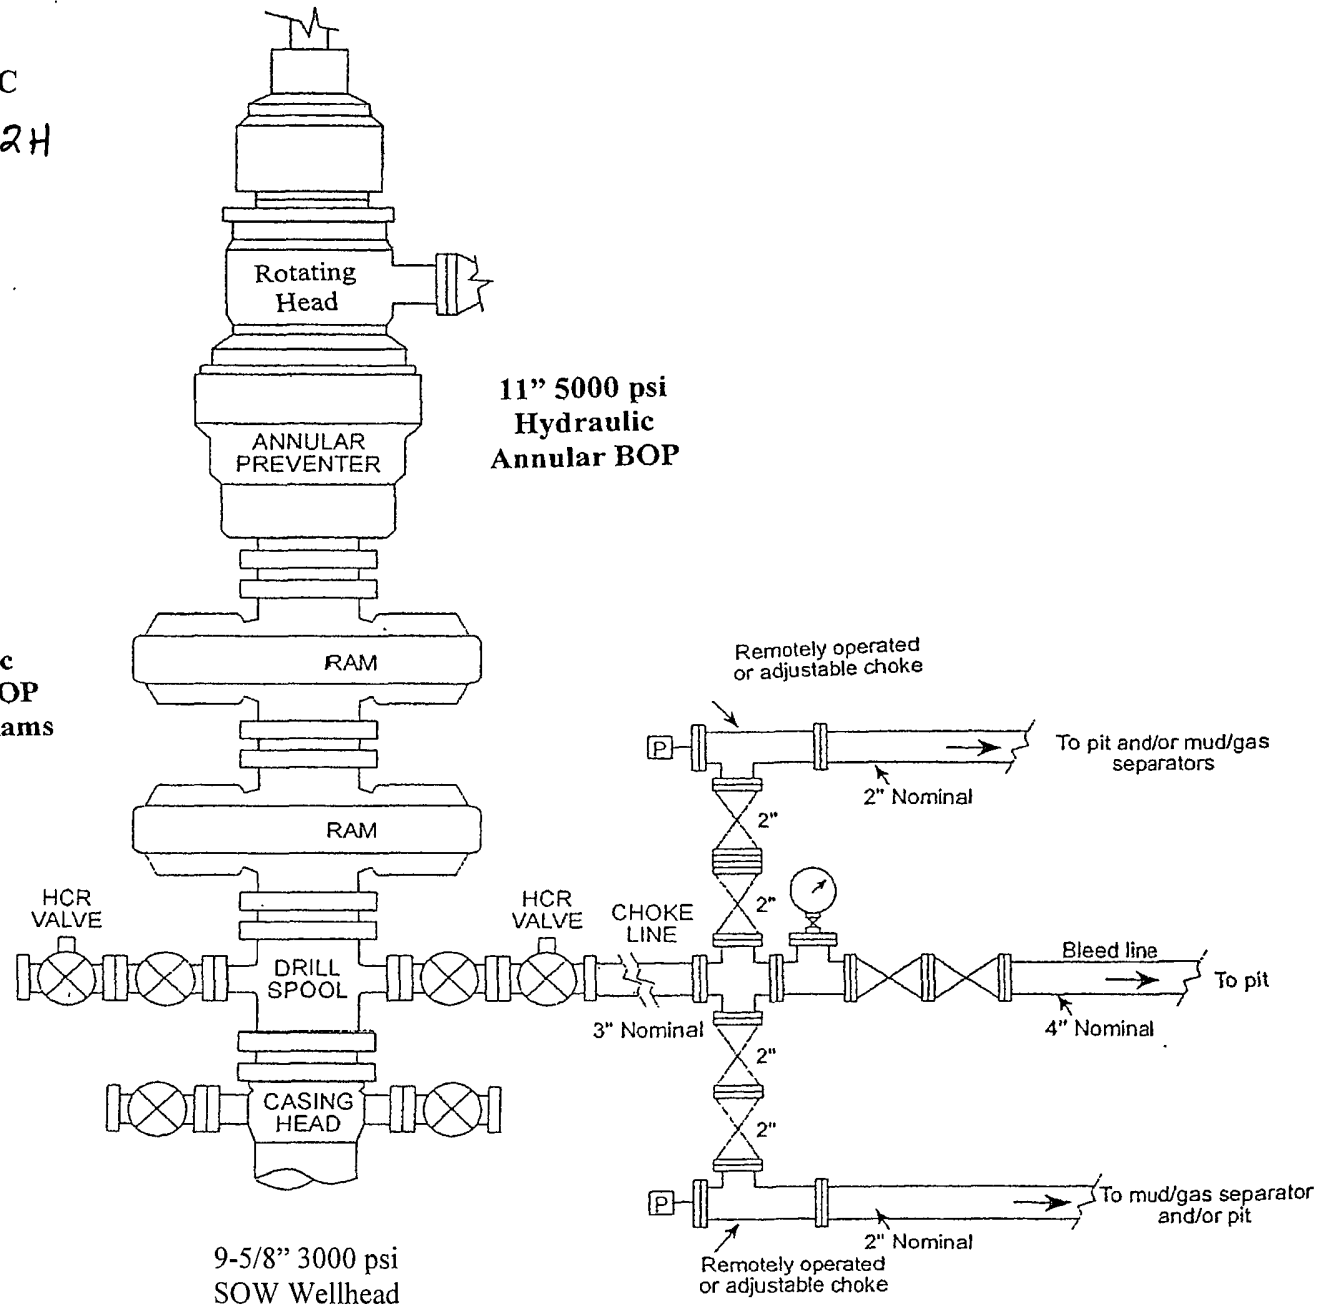 C
2H
Rotating
Head
11” 5000 psi
Hydraulic
Annular BOP
ANNULAR
PREVENTER
c
OP
ams
RAM
RAM
HCR
VALVE
HCR
VALVE
CHOKE
LINE
DRILL
SPOOL
3" Nominal
CASING
HEAD
9-5/8” 3000 psi
SOW Wellhead
Remotely operated
or adjustable choke
P
To pit and/or mud/gas
separators
2" Nominal
2"
2"
Bleed line
To pit
4" Nominal
2"
2"
P
To mud/gas separator
and/or pit
2" Nominal
Remotely operated
or adjustable choke